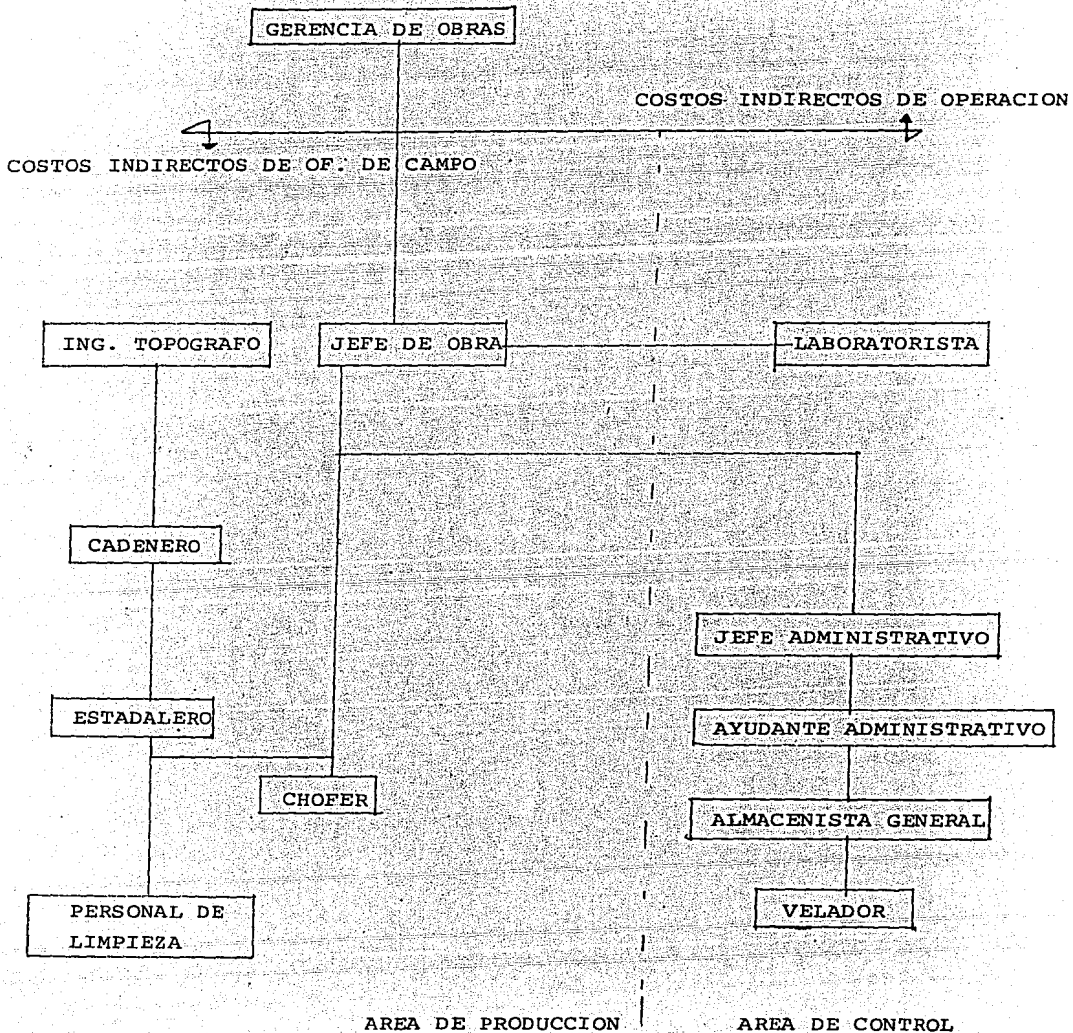 GERENCIA DE OBRAS
COSTOS INDIRECTOS DE OPERACION
COSTOS INDIRECTOS DE OF. DE CAMPO
ING. TOPOGRAFO
JEFE DE OBRA
LABORATORISTA
CADENERO
JEFE ADMINISTRATIVO
ESTADALERO
AYUDANTE ADMINISTRATIVO
CHOFER
ALMACENISTA GENERAL
PERSONAL DE
LIMPIEZA
VELADOR
AREA DE PRODUCCION
AREA DE CONTROL